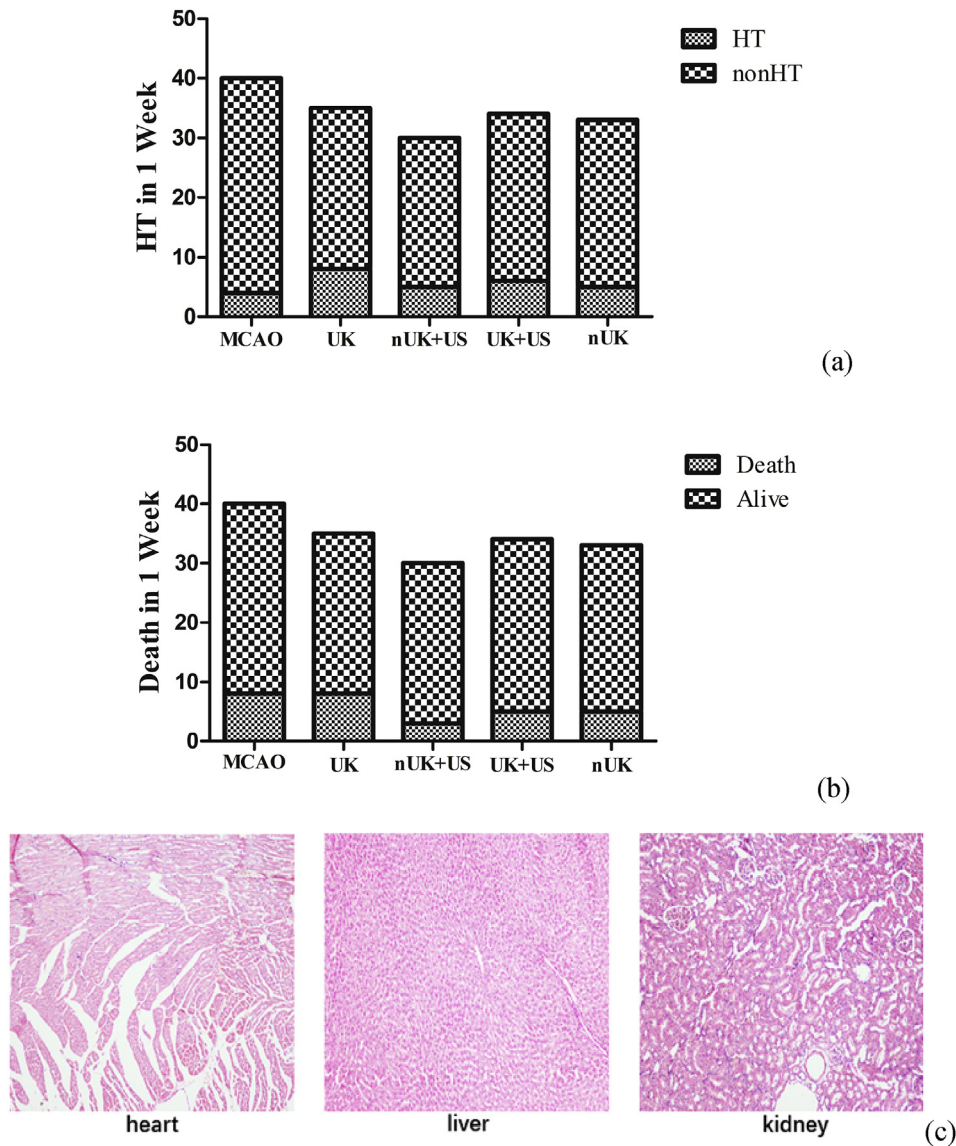 HT in 1 Week
50
40
30
20
10
0
MCAO UK nUK+US UK+US nUK
HT
nonHT
(a)
Death in 1 Week
50
40
30
20
10
0
MCAO UK nUK+US UK+US nUK
Death
Alive
(b)
heart liver kidney
(c)